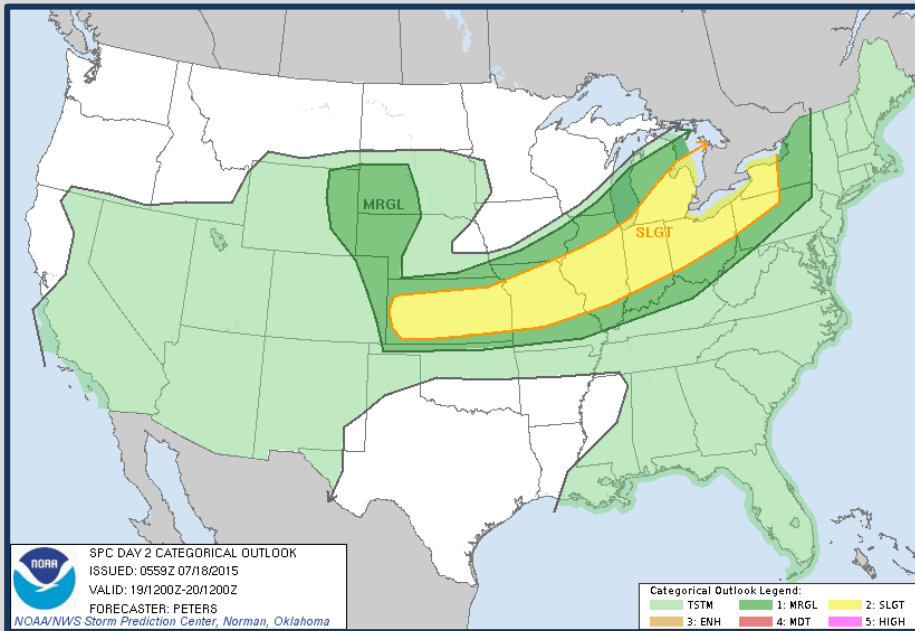 MRGL
SLGT
NOAA
SPC DAY 2 CATEGORICAL OUTLOOK
ISSUED: 0559Z 07/18/2015
VALID: 19/1200Z-20/1200Z
FORECASTER: PETERS
NOAA/NWS Storm Prediction Center, Norman, Oklahoma
Categorical Outlook Legend:
TSTM 1: MRGL 2: SLGT
3: ENH 4: MDT 5: HIGH